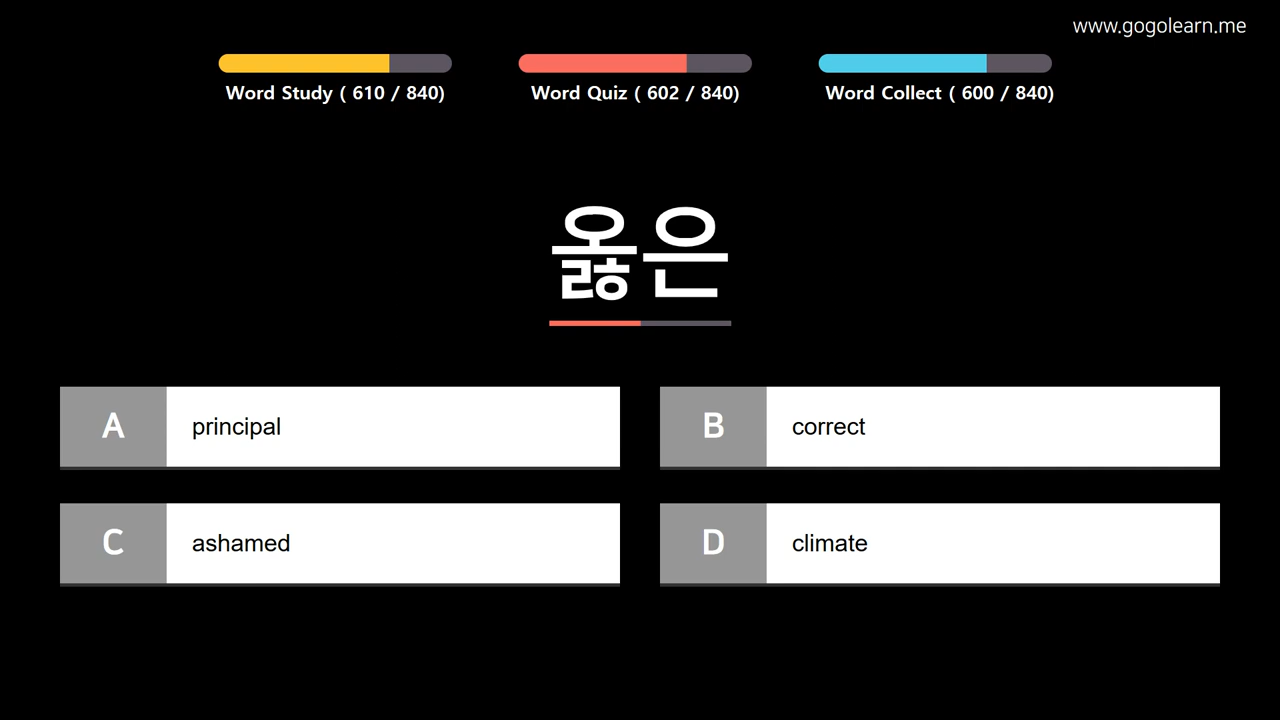 www.gogolearn.me
Word Study ( 610 / 840)
Word Quiz ( 602 / 840)
Word Collect ( 600 / 840)
옳은
A principal
B correct
C ashamed
D climate